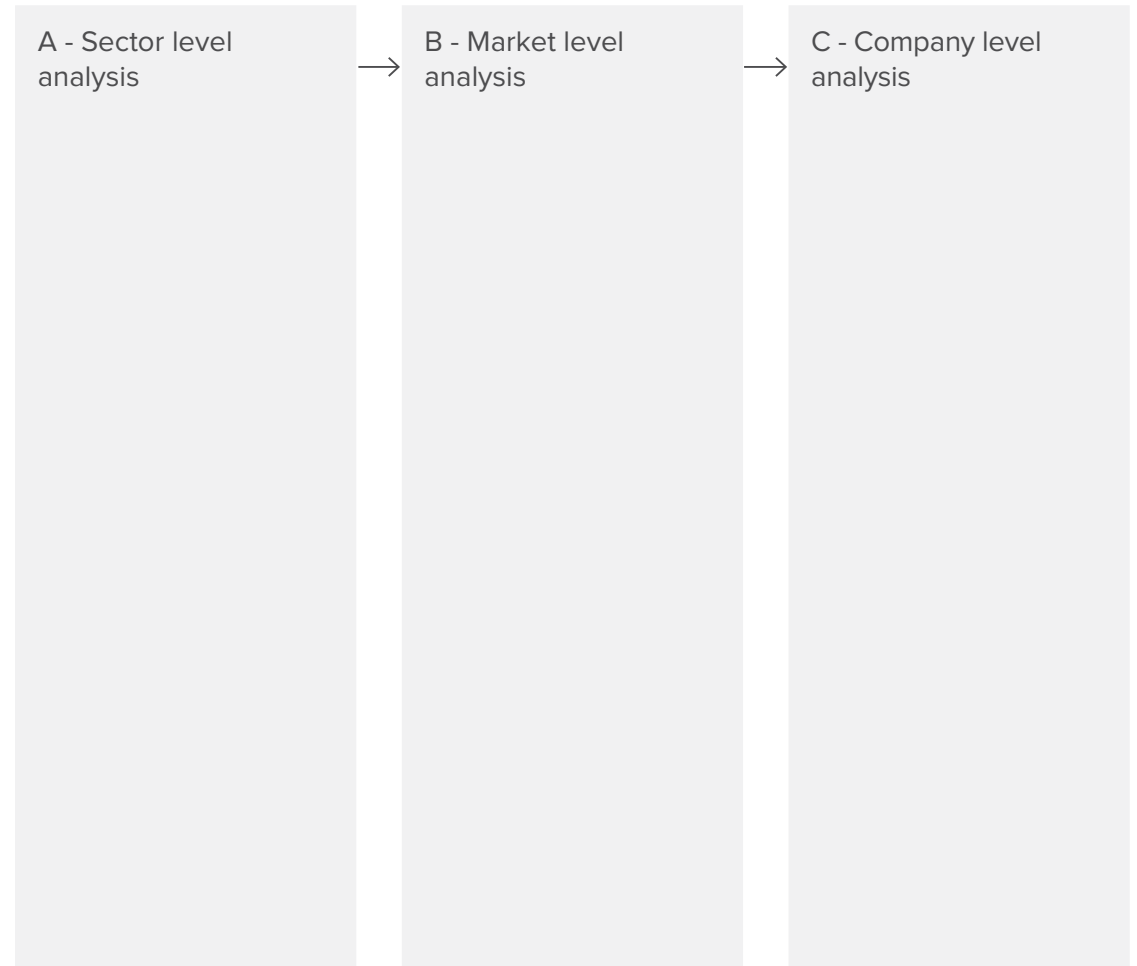 A - Sector level
analysis
B - Market level
analysis
C - Company level
analysis